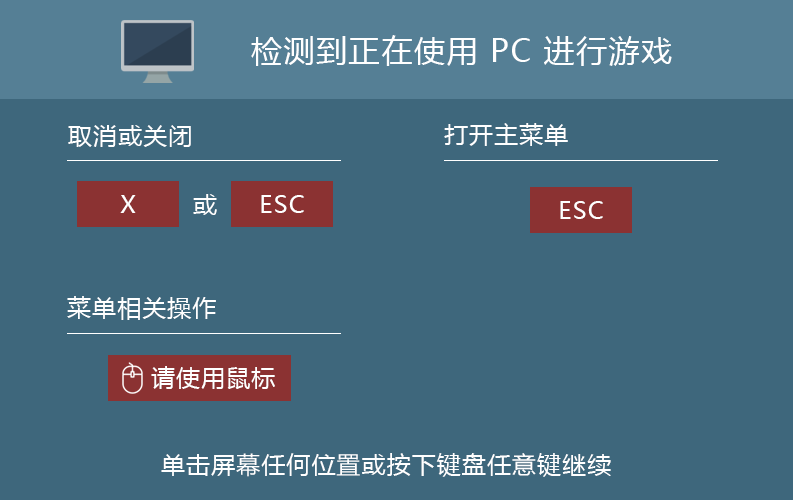 检测到正在使用 PC 进行游戏
取消或关闭
X 或 ESC
打开主菜单
ESC
菜单相关操作
请使用鼠标
单击屏幕任何位置或按下键盘任意键继续